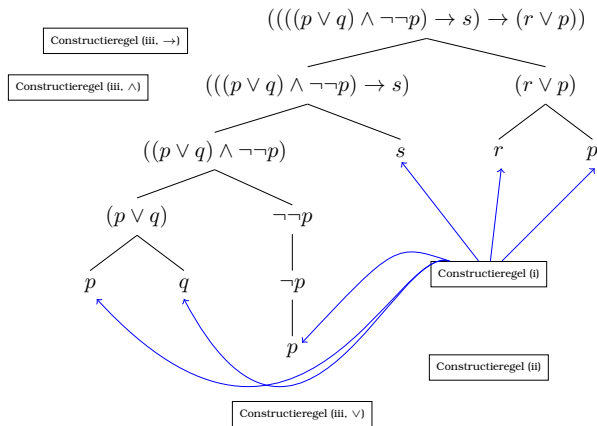 ((((p ∨ q) ∧ ¬¬p) → s) → (r ∨ p))
Constructieregel (iii, →)
Constructieregel (iii, ∧)
(((p ∨ q) ∧ ¬¬p) → s)
(r ∨ p)
((p ∨ q) ∧ ¬¬p)
s
r
p
(p ∨ q)
¬¬p
p
q
¬p
Constructieregel (i)
p
Constructieregel (ii)
Constructieregel (iii, ∨)